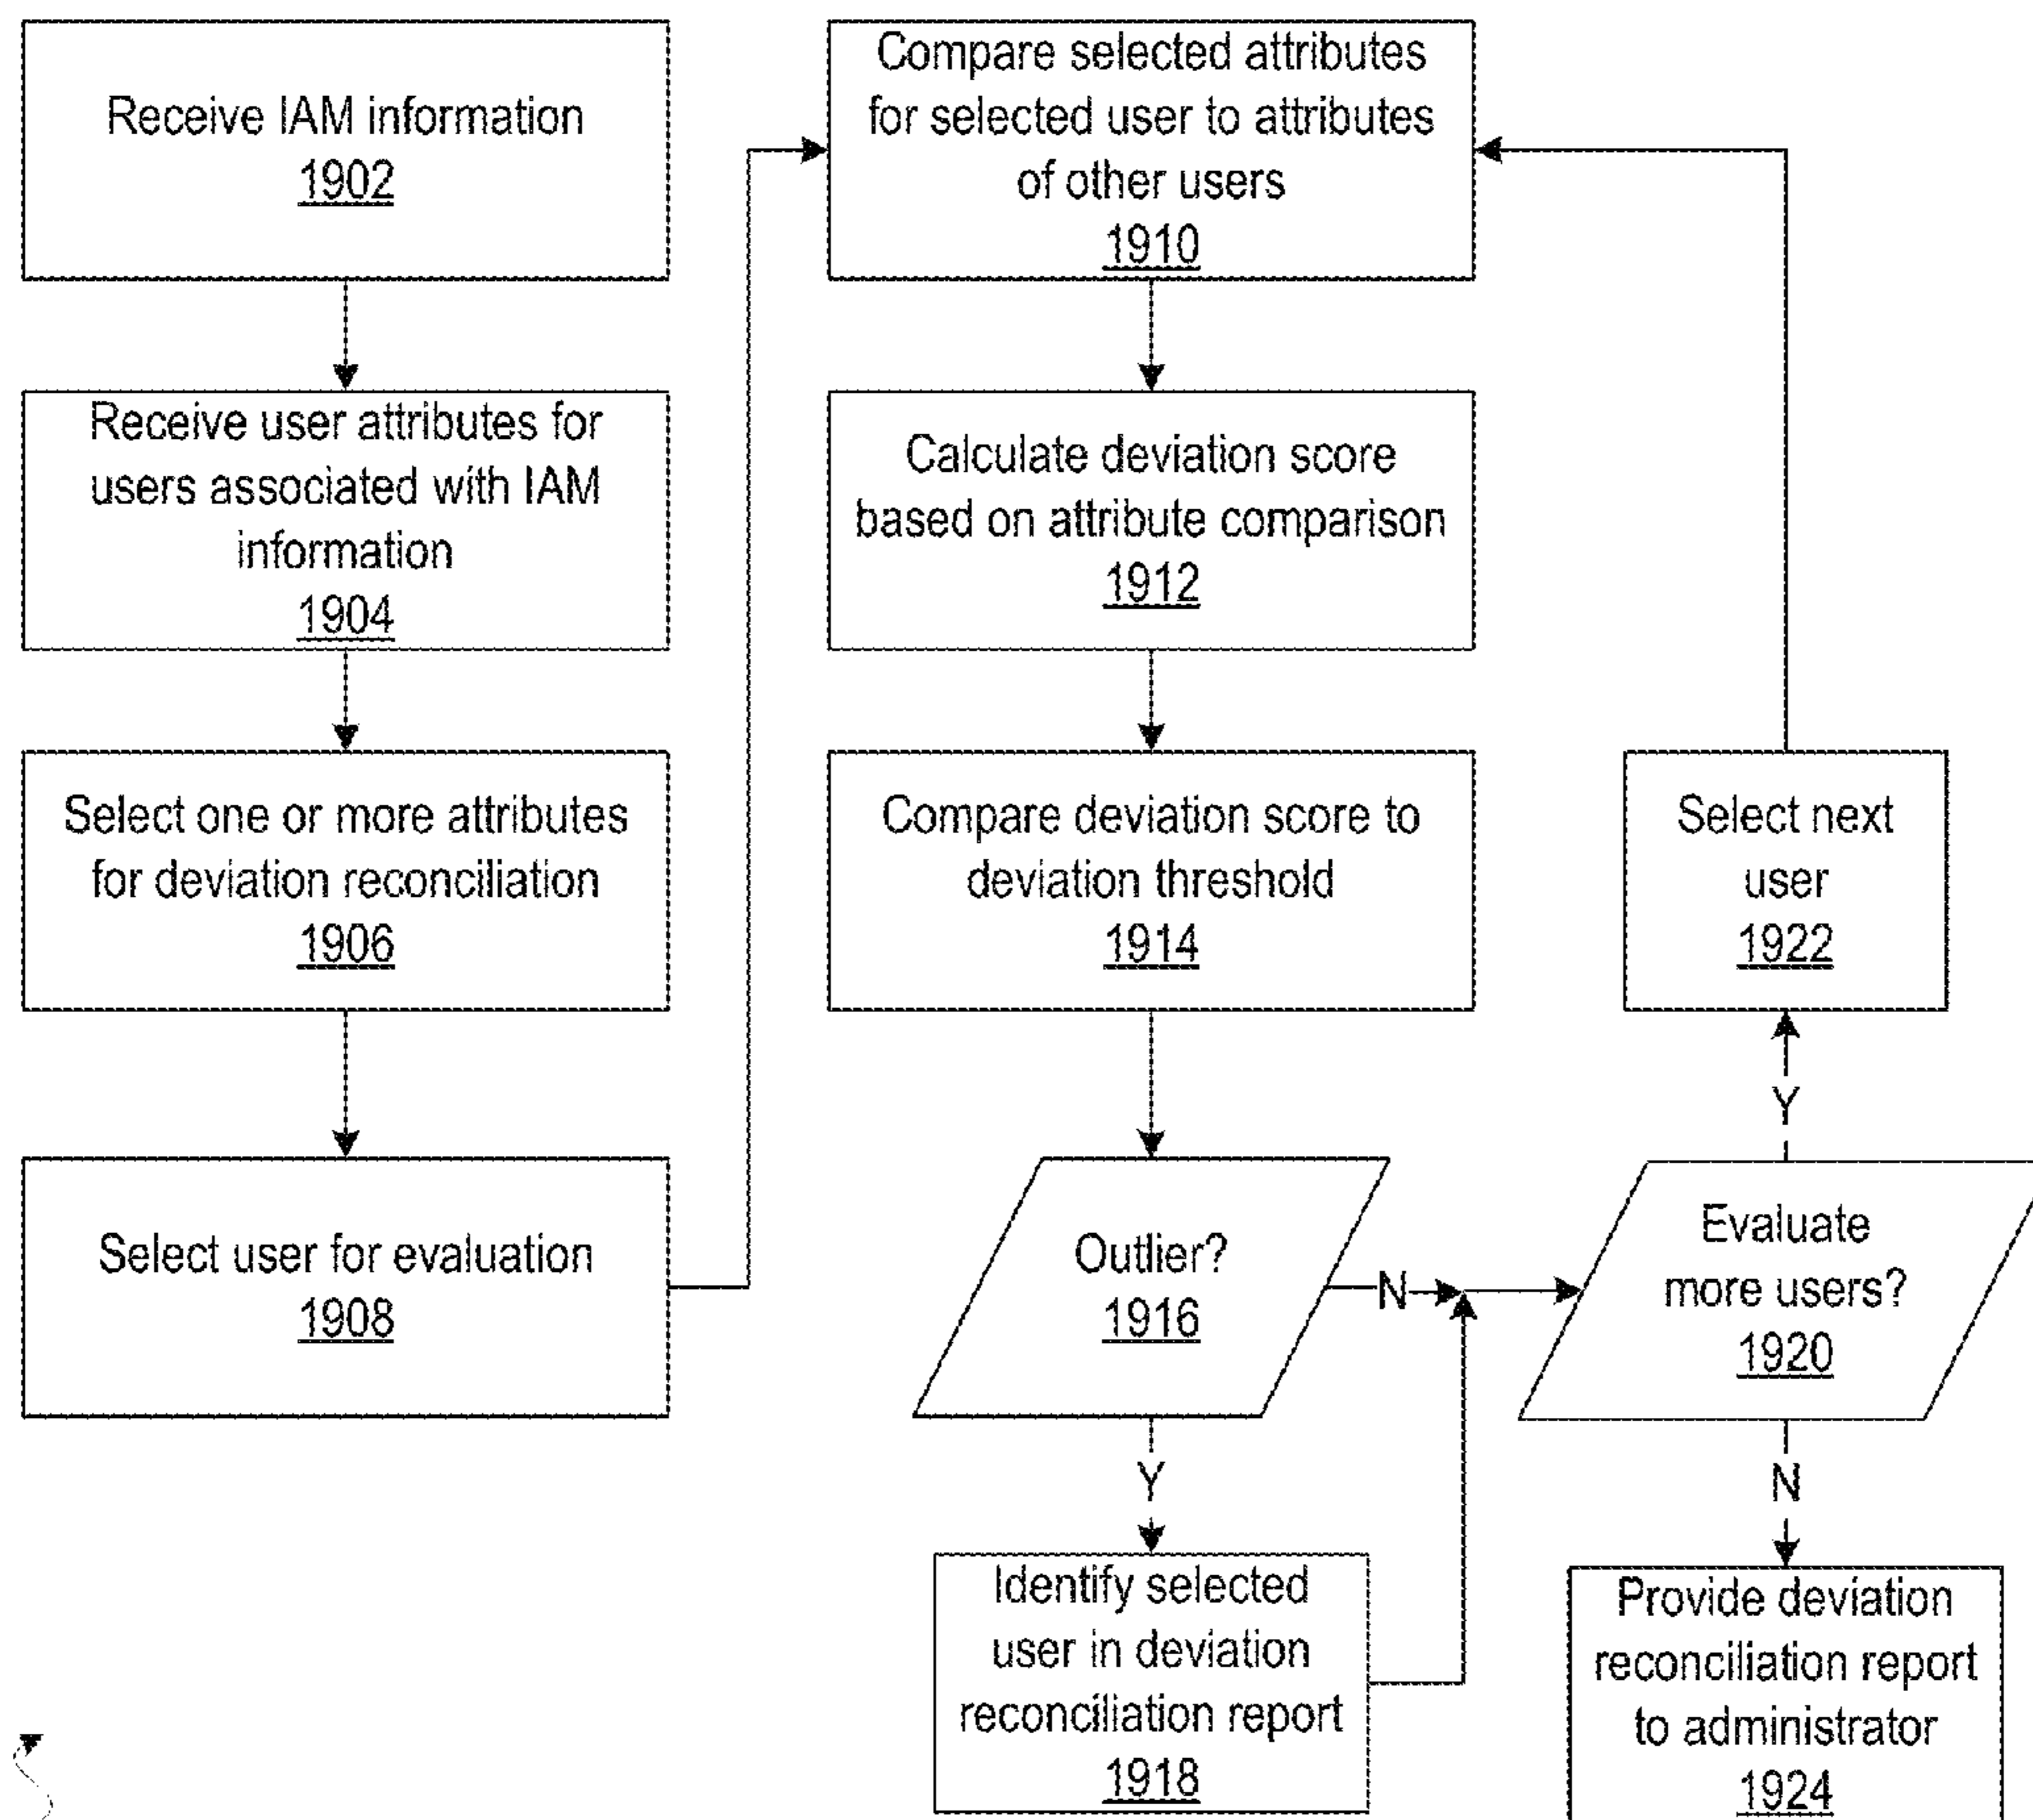 Receive IAM information
1902
Receive user attributes for
users associated with IAM
information
1904
Select one or more attributes
for deviation reconciliation
1906
Select user for evaluation
1908
Compare selected attributes
for selected user to attributes
of other users
1910
Calculate deviation score
based on attribute comparison
1912
Compare deviation score to
deviation threshold
1914
Outlier?
1916
N
Y
Identify selected
user in deviation
reconciliation report
1918
Select next
user
1922
Y
Evaluate
more users?
1920
N
Provide deviation
reconciliation report
to administrator
1924